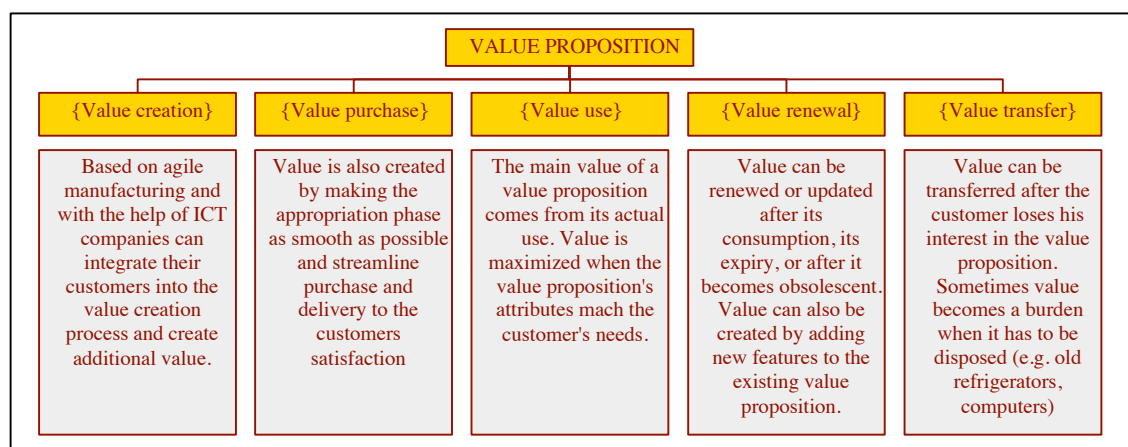 VALUE PROPOSITION
{Value creation}
{Value purchase}
{Value use}
{Value renewal}
{Value transfer}
Based on agile
manufacturing and
with the help of ICT
companies can
integrate their
customers into the
value creation
process and create
additional value.
Value is also created
by making the
appropriation phase
as smooth as possible
and streamline
purchase and
delivery to the
customers
satisfaction
The main value of a
value proposition
comes from its actual
use. Value is
maximized when the
value proposition's
attributes mach the
customer's needs.
Value can be
renewed or updated
after its
consumption, its
expiry, or after it
becomes obsolescent.
Value can also be
created by adding
new features to the
existing value
proposition.
Value can be
transferred after the
customer loses his
interest in the value
proposition.
Sometimes value
becomes a burden
when it has to be
disposed (e.g. old
refrigerators,
computers)